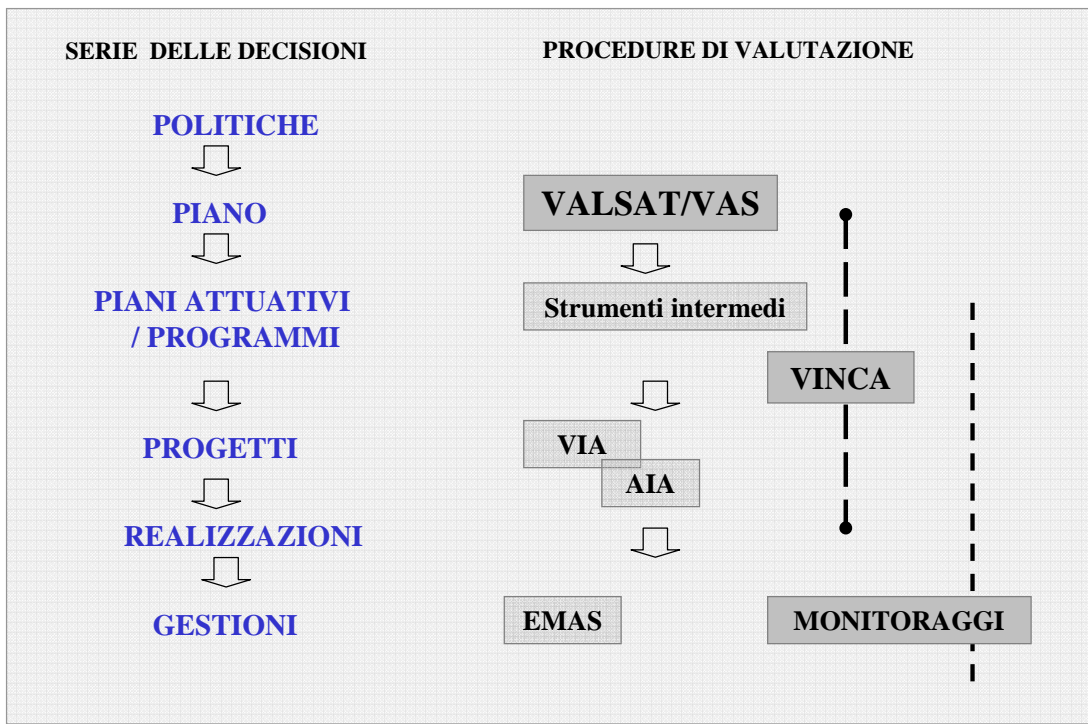 SERIE DELLE DECISIONI
PROCEDURE DI VALUTAZIONE
POLITICHE
PIANO
VALSAT/VAS
PIANI ATTUATIVI
/ PROGRAMMI
Strumenti intermedi
VINCA
PROGETTI
VIA
AIA
REALIZZAZIONI
GESTIONI
EMAS
MONITORAGGI